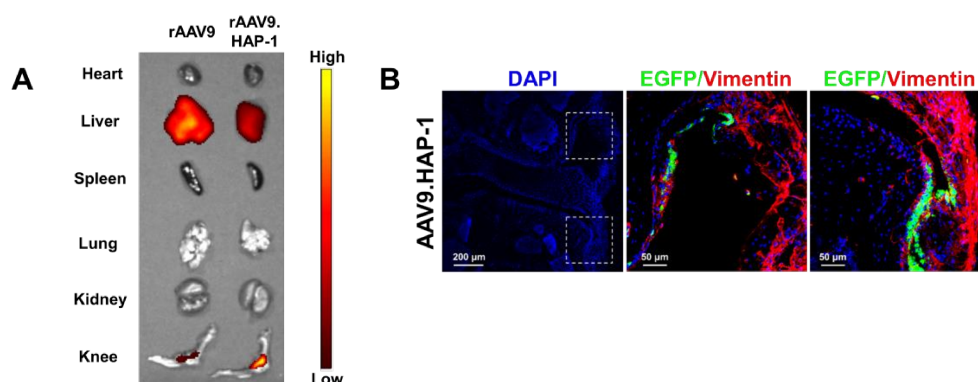 A
rAAV9
rAAV9.
HAP-1
Heart
Liver
Spleen
Lung
Kidney
Knee
High
Low
B
AAV9.HAP-1
DAPI
EGFP/Vimentin
EGFP/Vimentin
200 µm
50 µm
50 µm